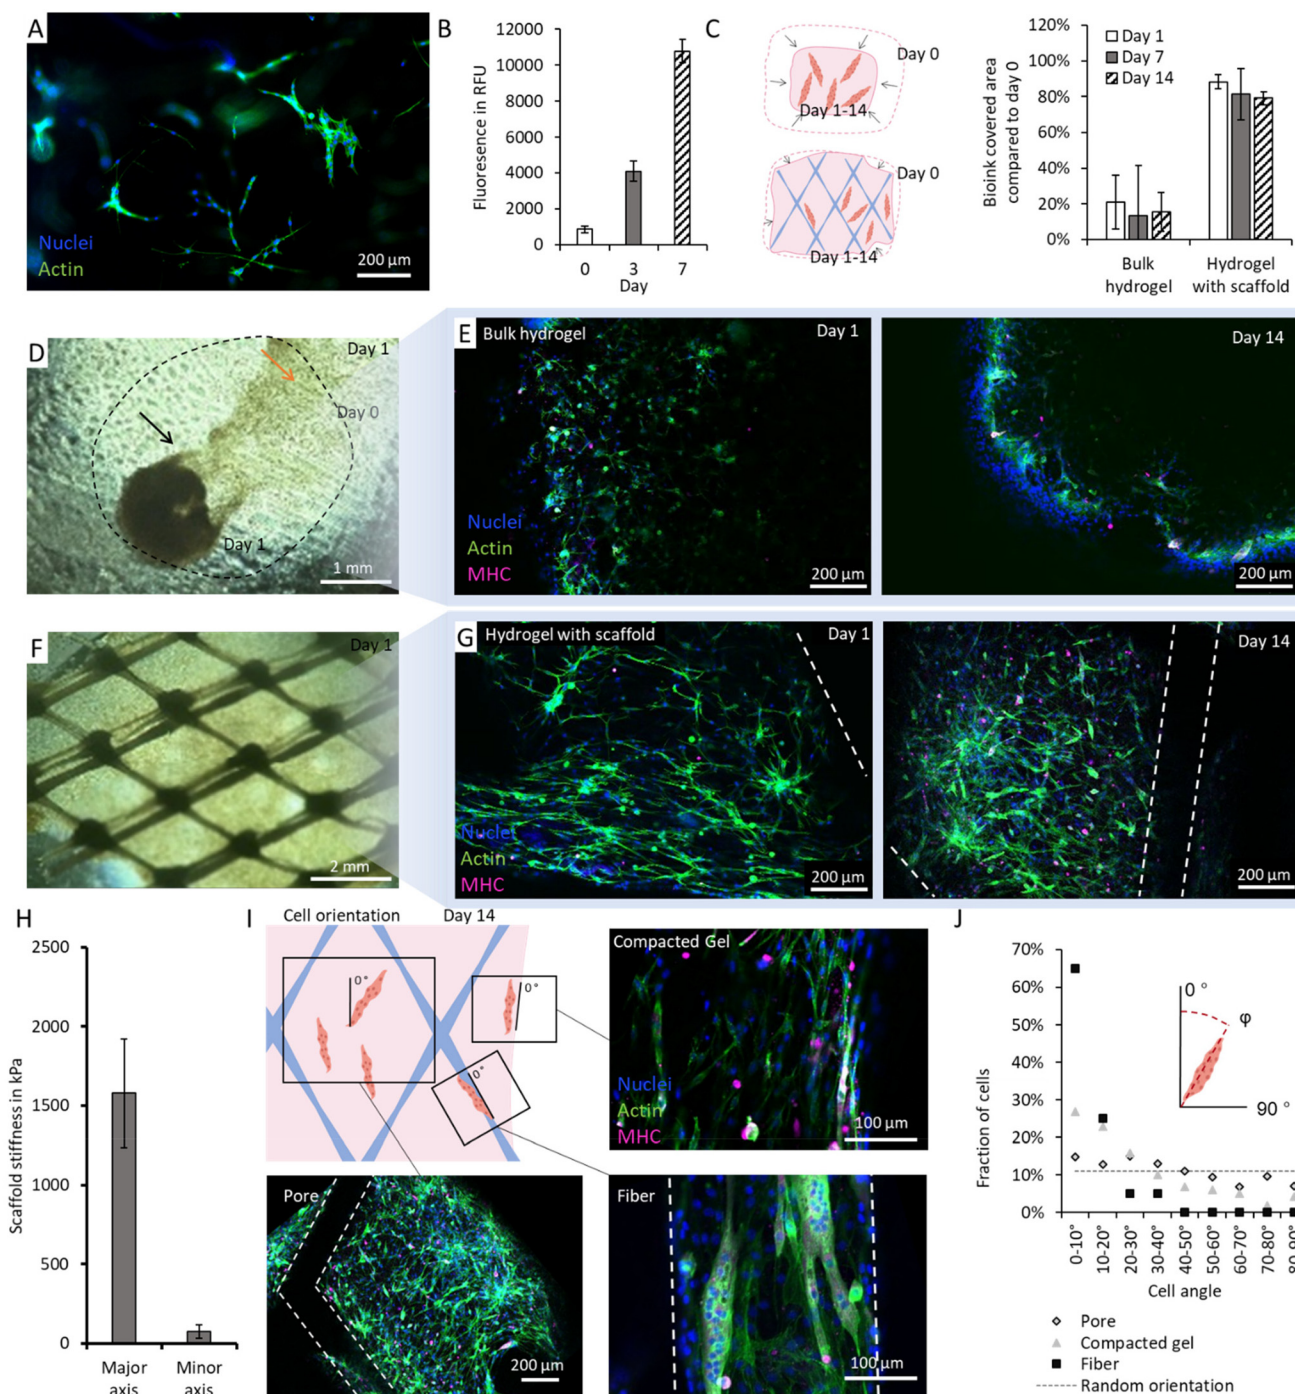 A
Nuclei
Actin
200 µm
B
Fluoresence in RFU
12000
10000
8000
6000
4000
2000
0
0 3 7
Day
C
Day 0
Day 1-14
Day 0
Day 1-14
Bioink covered area
compared to day 0
120%
100%
80%
60%
40%
20%
0%
Day 1
Day 7
Day 14
Bulk
hydrogel
Hydrogel
with scaffold
D
Day 1
Day 0
Day 1
1 mm
E
Bulk hydrogel
Day 1
Nuclei
Actin
MHC
200 µm
Day 14
200 µm
F
Day 1
2 mm
G
Hydrogel with scaffold
Day 1
Nuclei
Actin
MHC
200 µm
Day 14
200 µm
H
Scaffold stiffness in kPa
2500
2000
1500
1000
500
0
Major
axis
Minor
axis
I
Cell orientation
Day 14
0°
0°
0°
Compacted Gel
Nuclei
Actin
MHC
100 µm
Pore
200 µm
Fiber
100 µm
J
Fraction of cells
70%
60%
50%
40%
30%
20%
10%
0%
0 °
φ
90 °
0-10°
10-20°
20-30°
30-40°
40-50°
50-60°
60-70°
70-80°
80-90°
Cell angle
Pore
Compacted gel
Fiber
Random orientation